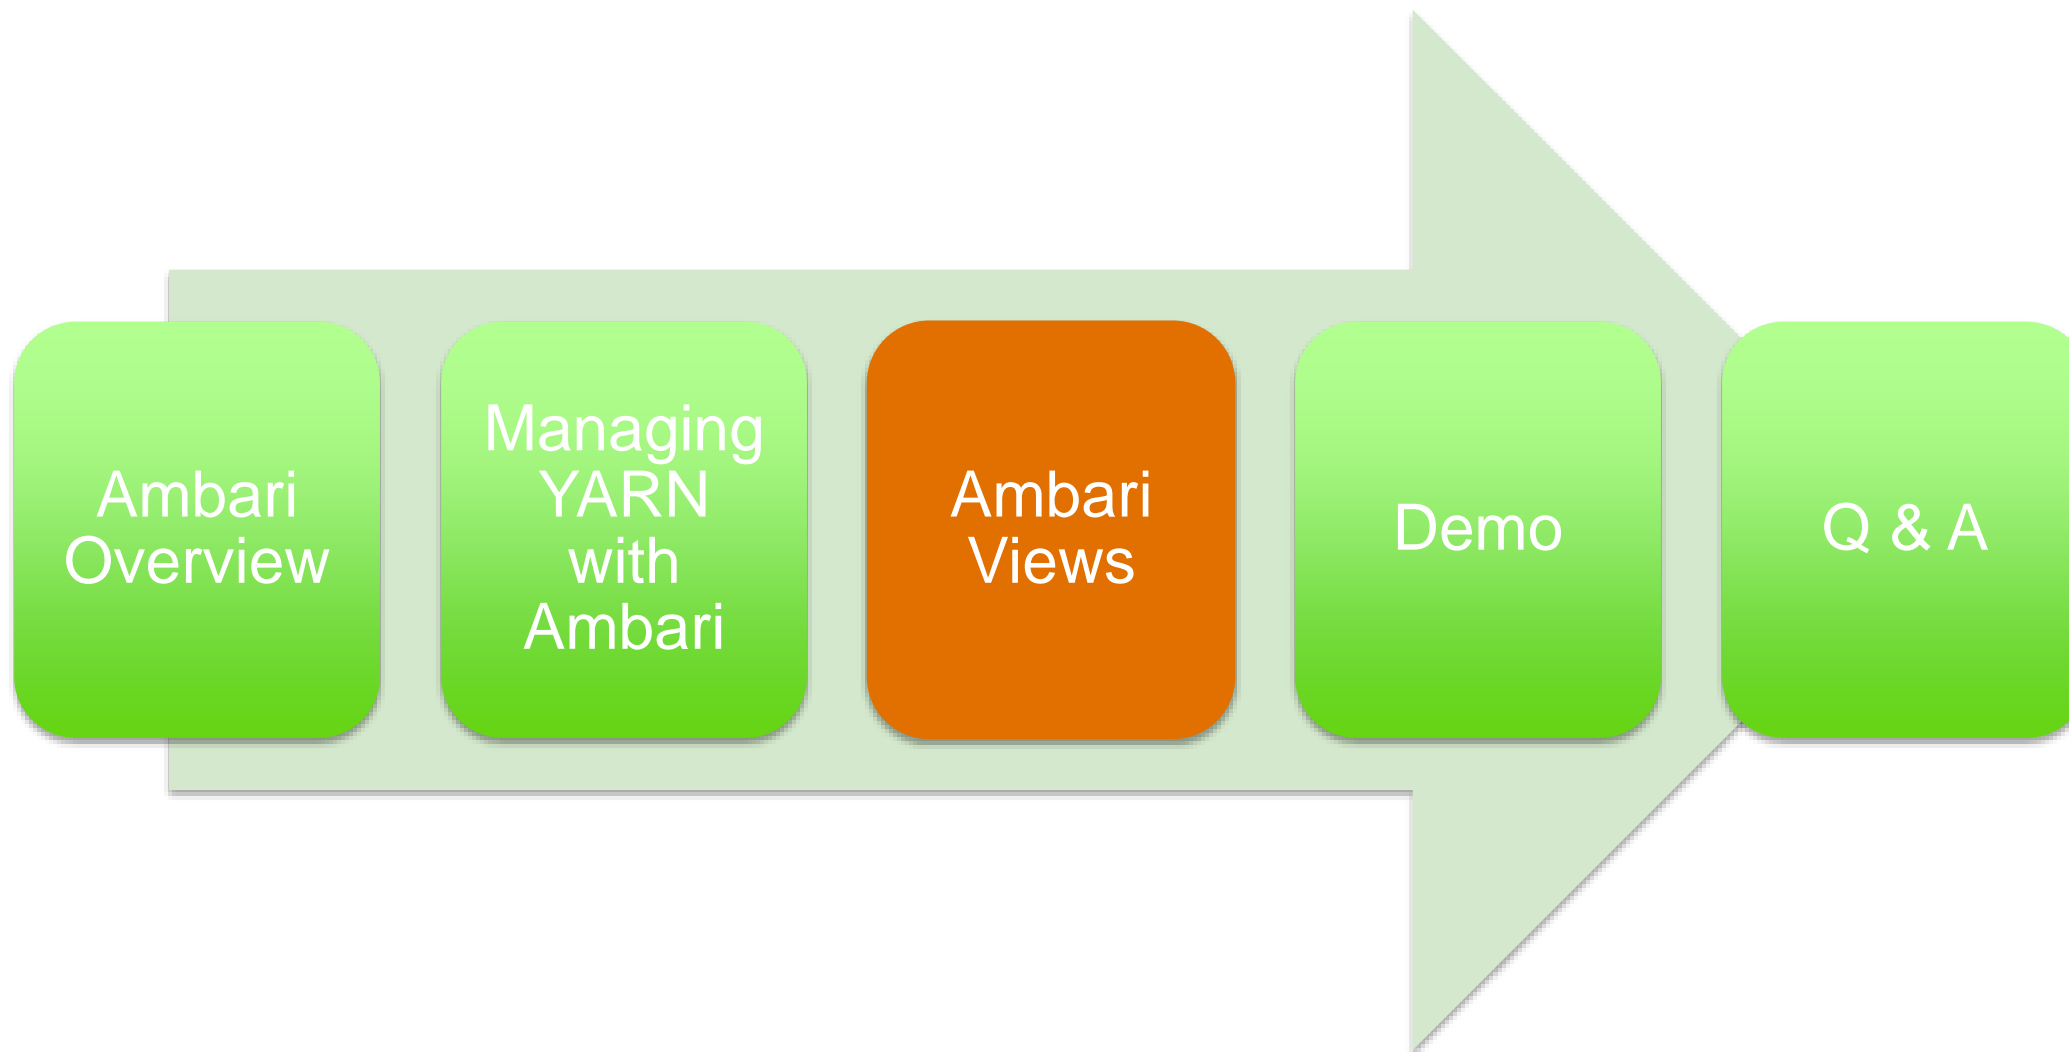 Ambari
Overview
Managing
YARN
with
Ambari
Ambari
Views
Demo
Q & A